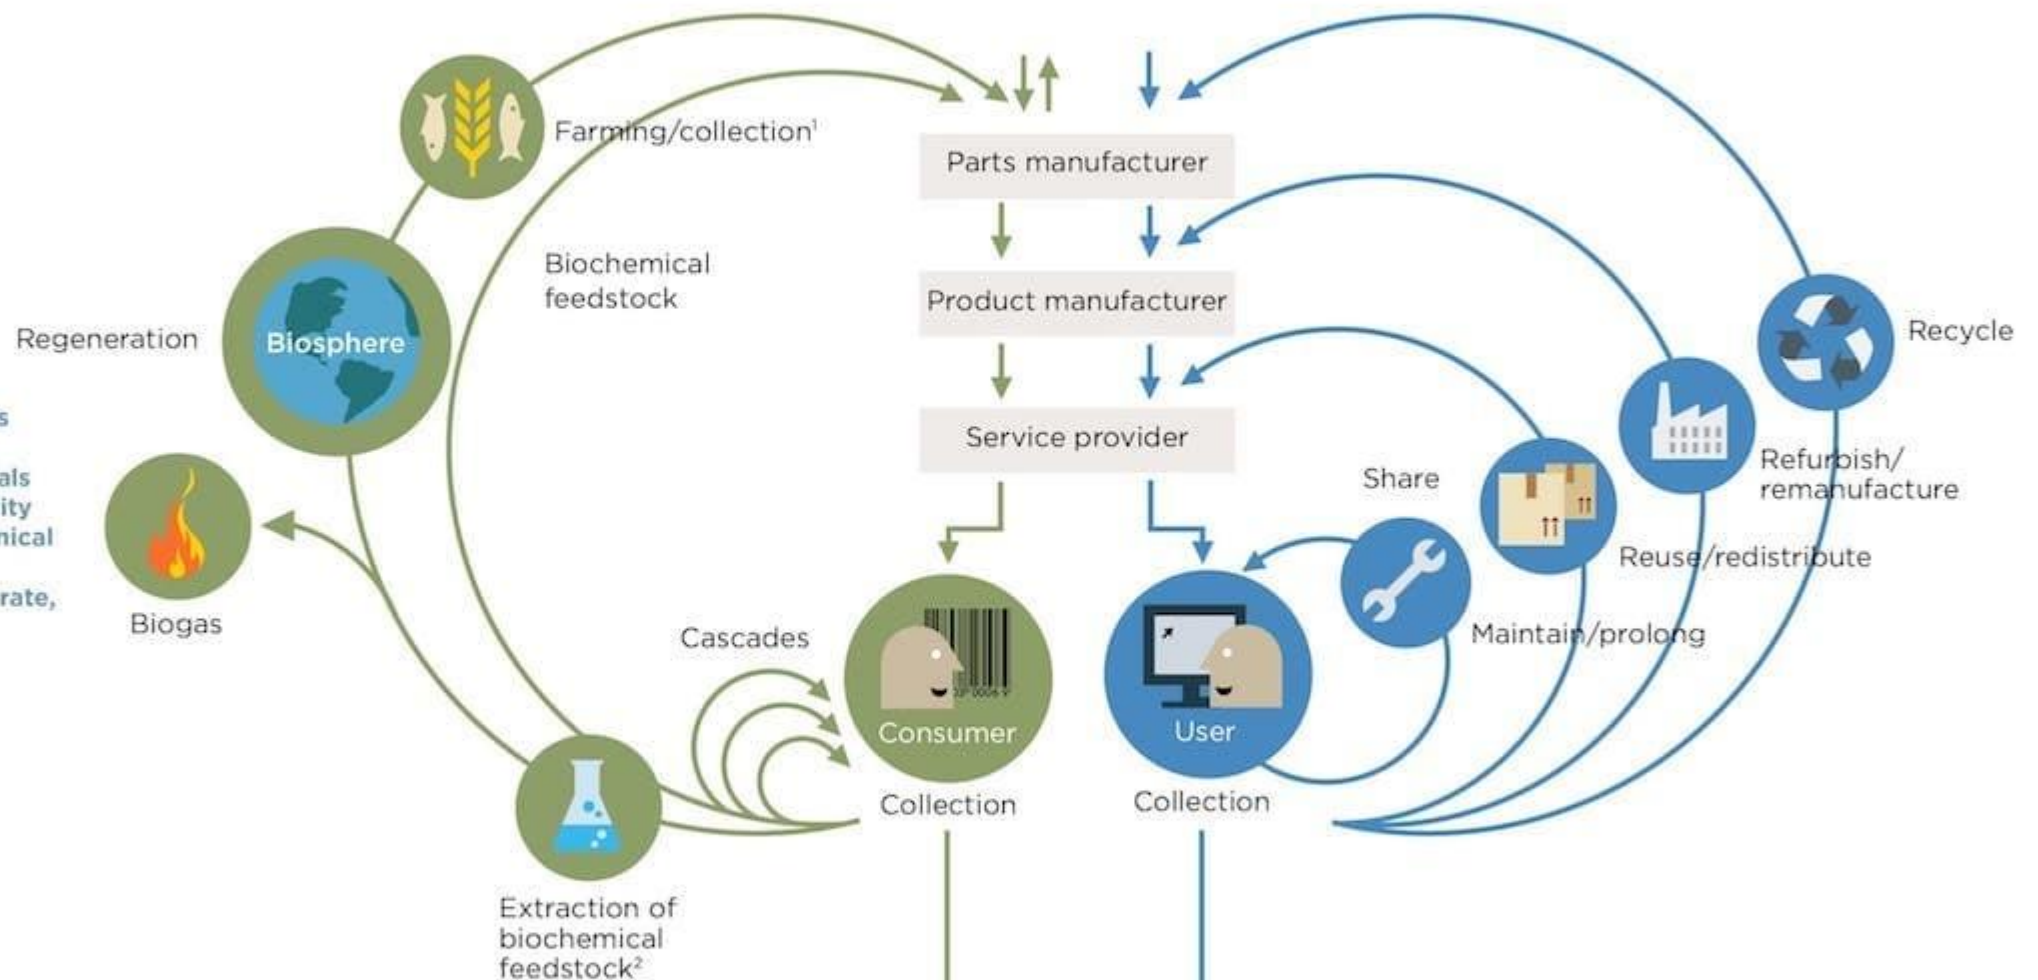 Farming/collection¹
Parts manufacturer
Biochemical
feedstock
Product manufacturer
Regeneration
Biosphere
Recycle
Service provider
Share
Refurbish/
remanufacture
Reuse/redistribute
Biogas
Cascades
Maintain/prolong
Consumer
User
Collection
Collection
Extraction of
biochemical
feedstock²